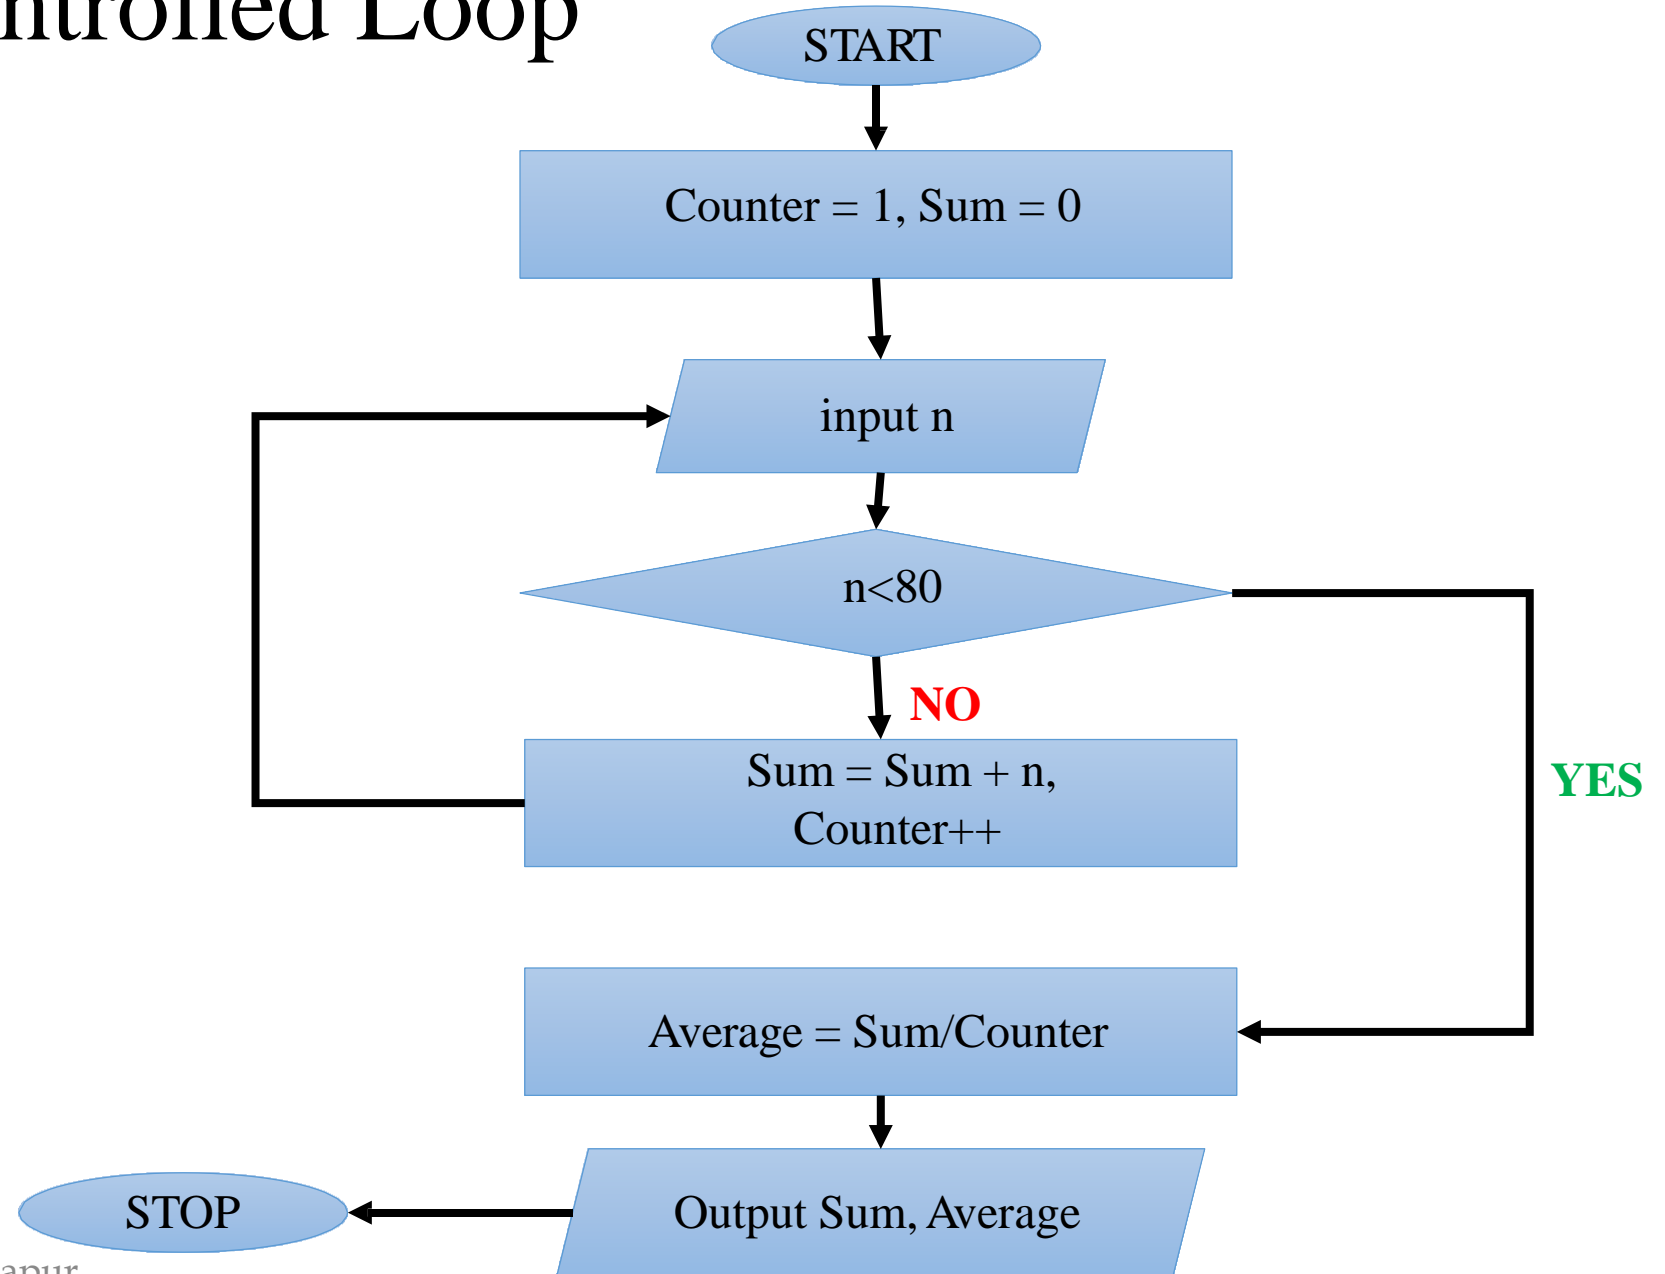 ntrolled Loop
START
Counter = 1, Sum = 0
input n
n<80
NO
Sum = Sum + n,
Counter++
YES
Average = Sum/Counter
Output Sum, Average
STOP
apur